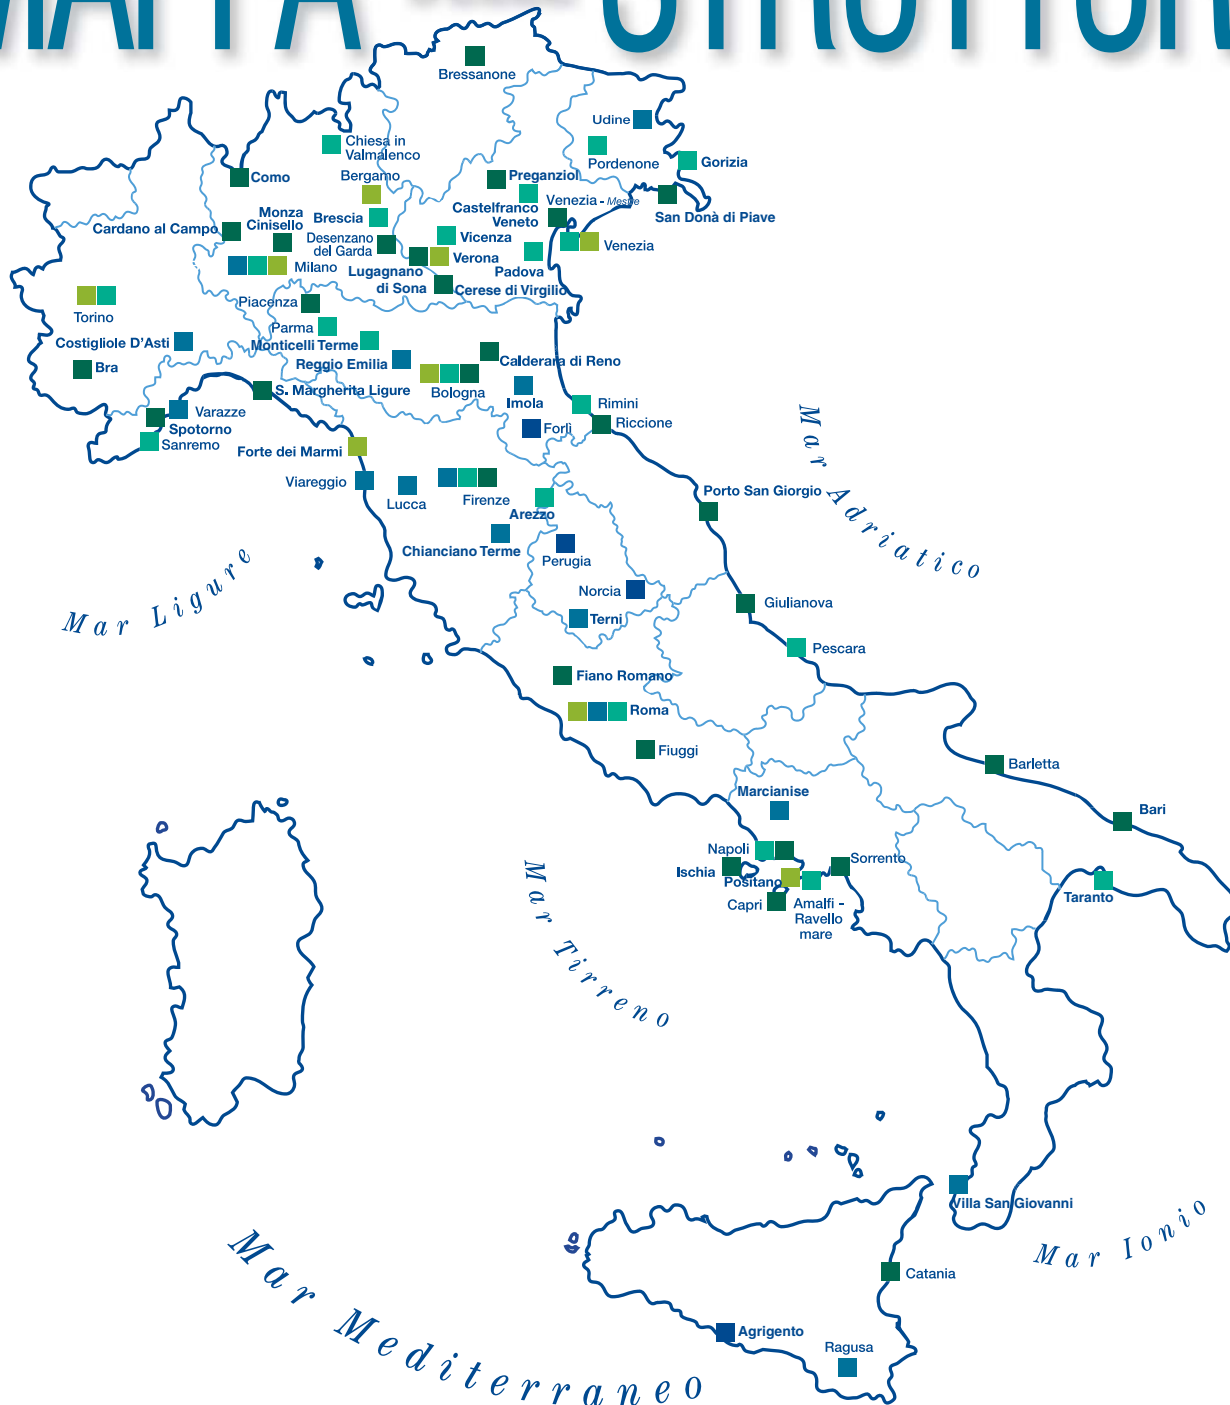 Bressanone
Udine
Chiesa in
Valmalenco
Pordenone
Gorizia
Bergamo
Como
Preganziol
Venezia - Mestre
Monza
Cinisello
Brescia
Castelfranco
Veneto
San Donà di Piave
Cardano al Campo
Desenzano
del Garda
Vicenza
Venezia
Milano
Lugagnano
di Sona
Verona
Padova
Cerese di Virgilio
Torino
Piacenza
Parma
Costigliole D'Asti
Monticelli Terme
Reggio Emilia
Calderara di Reno
Bra
S. Margherita Ligure
Bologna
Imola
Rimini
Varazze
Riccione
Spotorno
Forlì
Sanremo
Forte dei Marmi
Mar Adriatico
Viareggio
Lucca
Firenze
Porto San Giorgio
Arezzo
Chianciano Terme
Perugia
Mar Ligure
Norcia
Giulianova
Terni
Pescara
Fiano Romano
Roma
Fiuggi
Barletta
Marcianise
Bari
Napoli
Sorrento
Ischia
Positano
Capri
Amalfi -
Ravello
mare
Taranto
Mar Tirreno
Villa San Giovanni
Mar Ionio
Catania
Agrigento
Ragusa
Mar Mediterraneo